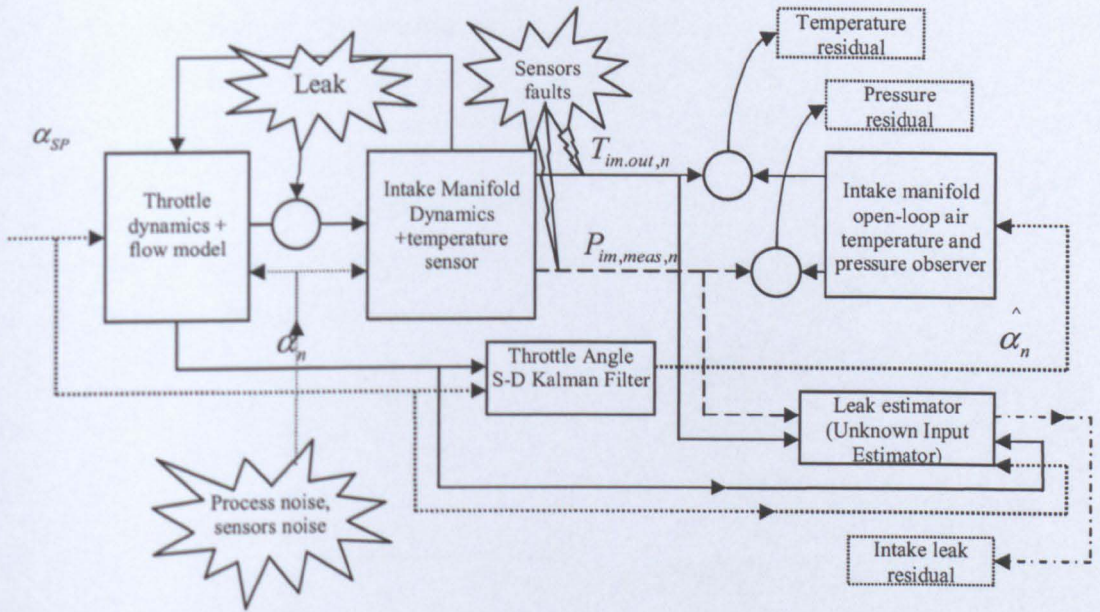 Temperature
residual
Leak
Sensors
faults
Pressure
residual
α_SP
T_im.out,n
Throttle
dynamics +
flow model
Intake Manifold
Dynamics
+temperature
sensor
Intake manifold
open-loop air
temperature and
pressure observer
P_im,meas,n
α_n
α̂_n
Throttle Angle
S-D Kalman Filter
Leak estimator
(Unknown Input
Estimator)
Process noise,
sensors noise
Intake leak
residual